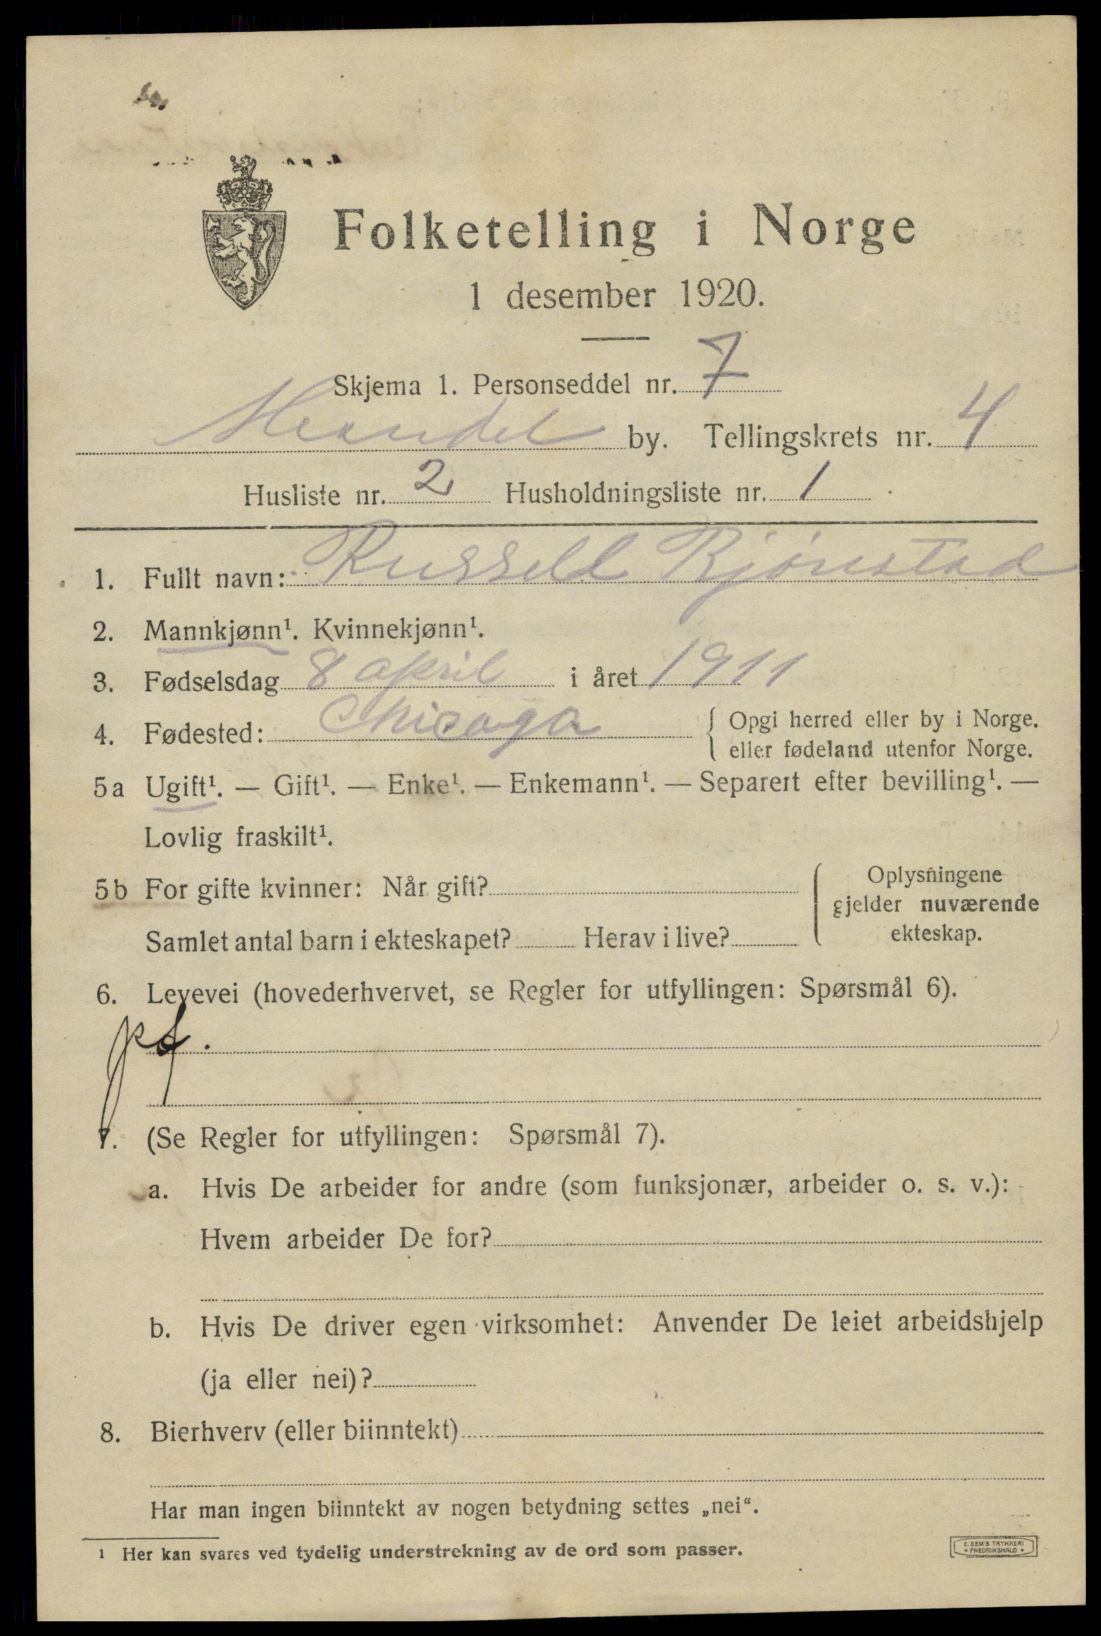 Folketelling i Norge
1 desember 1920.
Skjema 1. Personseddel nr. 7
by. Tellingskrets nr. 4
Husliste nr. 2 Husholdningsliste nr. 1
1. Fullt navn: Russeld Bjønstad
2. Mannkjønn¹. Kvinnekjønn¹.
3. Fødselsdag 8 april i året 1911
4. Fødested: Chicaga { Opgi herred eller by i Norge.
eller fødeland utenfor Norge.
5a Ugift¹. — Gift¹. — Enke¹. — Enkemann¹. — Separert efter bevilling¹. —
Lovlig fraskilt¹.
5b For gifte kvinner: Når gift? { Oplysningene
gjelder nuværende
Samlet antal barn i ekteskapet? Herav i live? ekteskap.
6. Levevei (hovederhvervet, se Regler for utfyllingen: Spørsmål 6).
7. (Se Regler for utfyllingen: Spørsmål 7).
a. Hvis De arbeider for andre (som funksjonær, arbeider o. s. v.):
Hvem arbeider De for?
b. Hvis De driver egen virksomhet: Anvender De leiet arbeidshjelp
(ja eller nei)?
8. Bierhverv (eller biinntekt)
Har man ingen biinntekt av nogen betydning settes „nei“.
1 Her kan svares ved tydelig understrekning av de ord som passer.
E. SEM'S TRYKKERI
FREDRIKSHALD